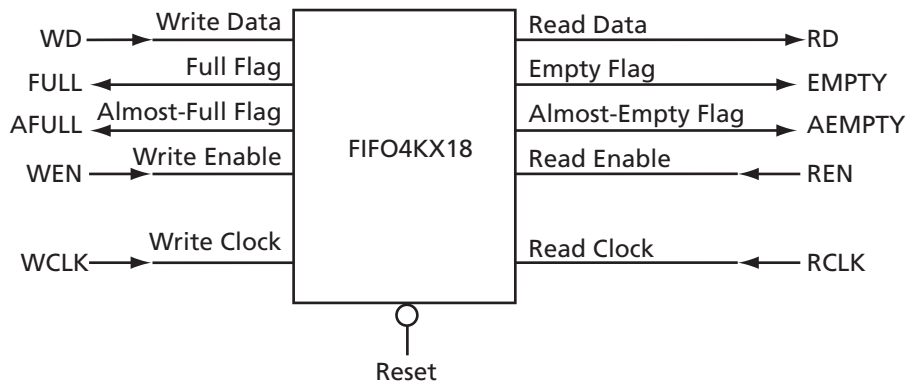 WD Write Data Read Data RD
FULL Full Flag Empty Flag EMPTY
AFULL Almost-Full Flag Almost-Empty Flag AEMPTY
FIFO4KX18
WEN Write Enable Read Enable REN
WCLK Write Clock Read Clock RCLK
Reset